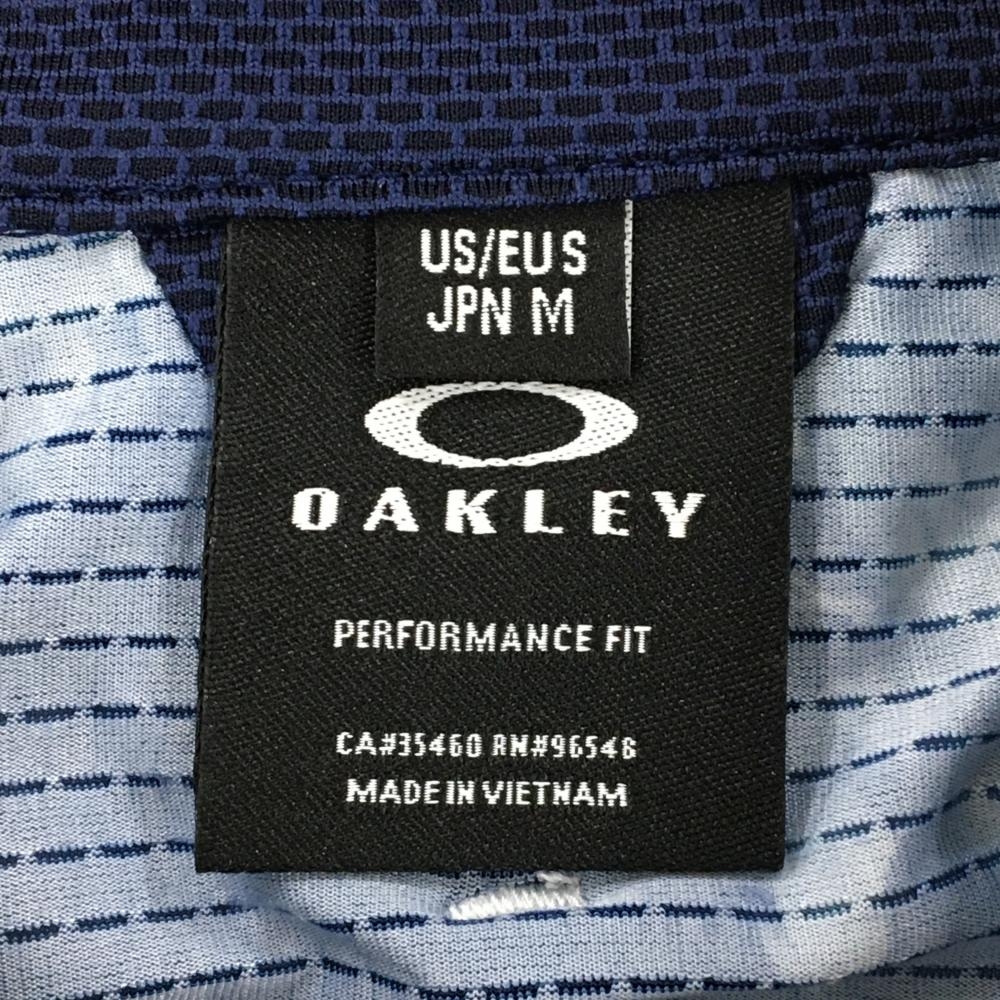 US/EU S
JPN M
OAKLEY
PERFORMANCE FIT
CA#35460 RN#96548
MADE IN VIETNAM